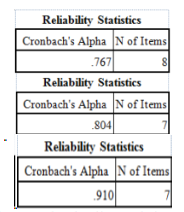 Reliability Statistics
Cronbach's Alpha N of Items
.767 8
Reliability Statistics
Cronbach's Alpha N of Items
.804 7
Reliability Statistics
Cronbach's Alpha N of Items
.910 7